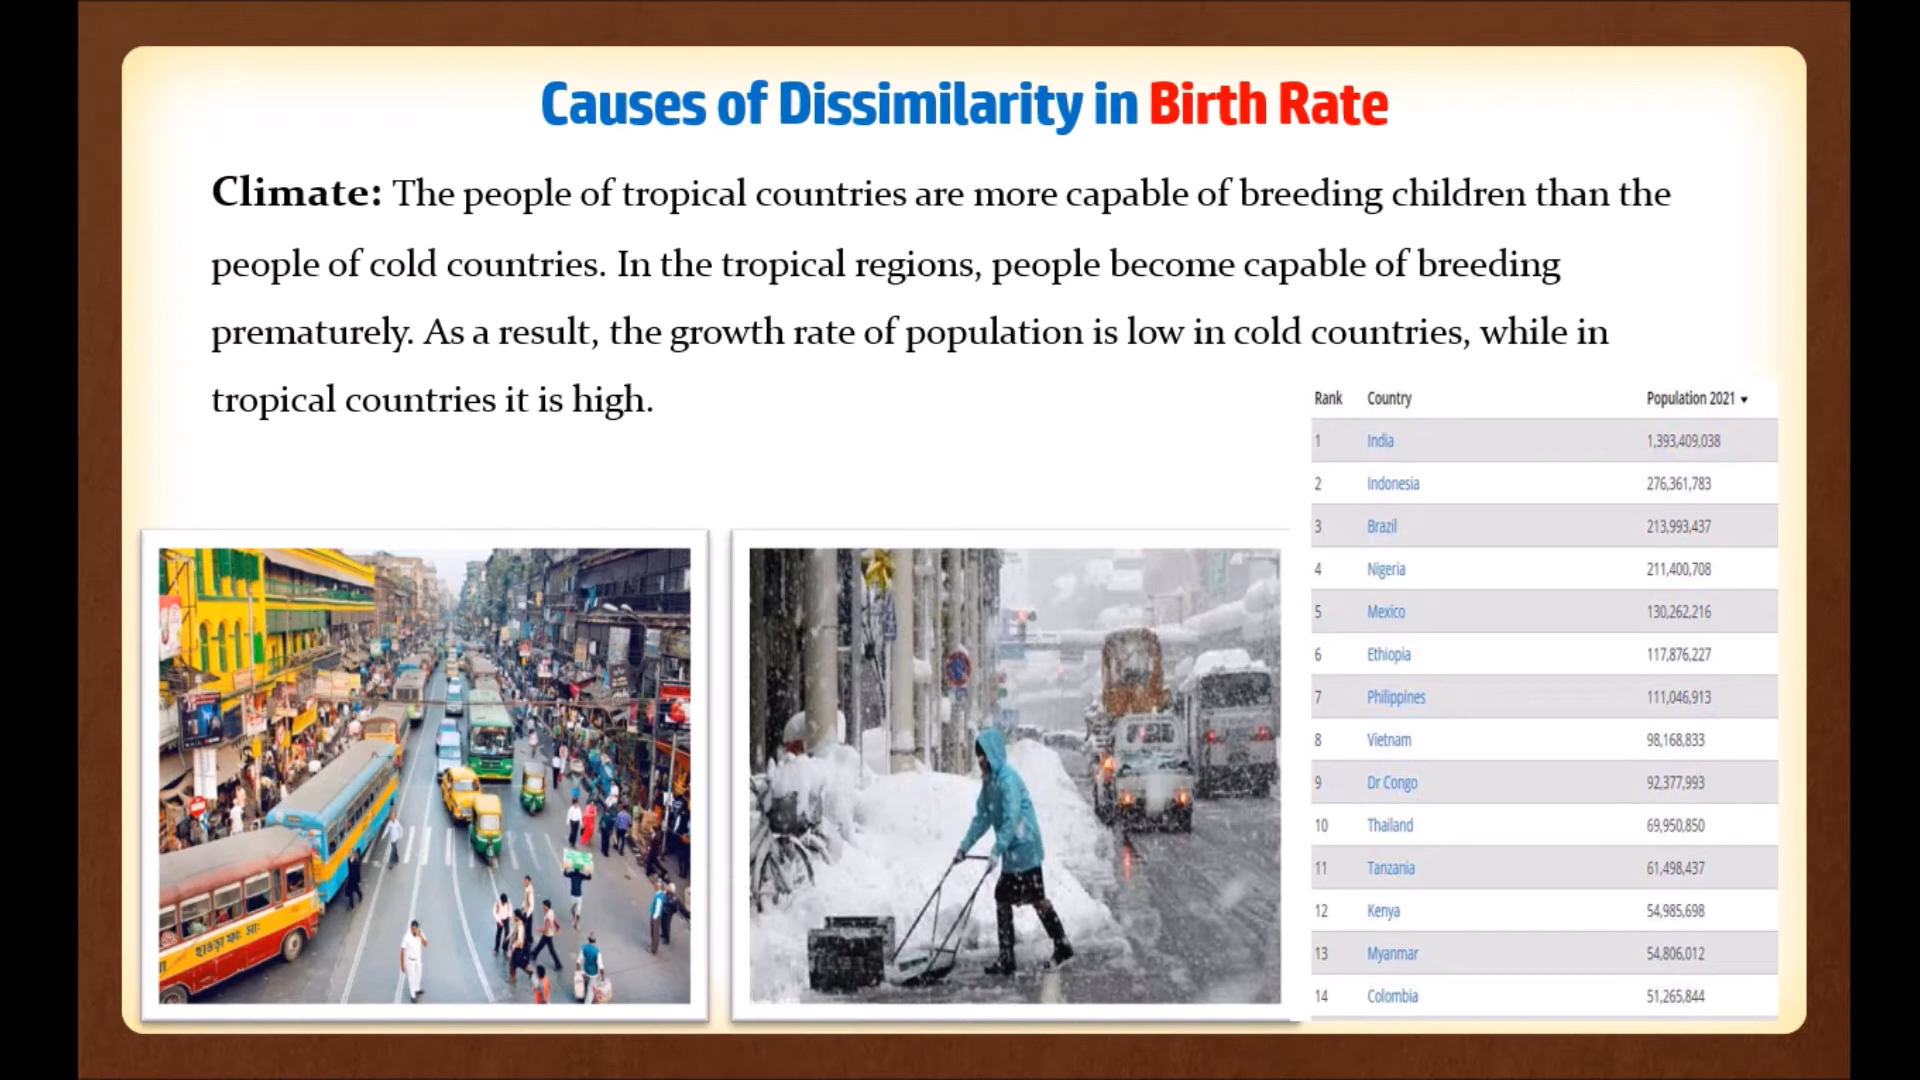 Causes of Dissimilarity in Birth Rate
Climate: The people of tropical countries are more capable of breeding children than the
people of cold countries. In the tropical regions, people become capable of breeding
prematurely. As a result, the growth rate of population is low in cold countries, while in
tropical countries it is high.
Rank Country Population 2021
1 India 1,393,409,038
2 Indonesia 276,361,783
3 Brazil 213,993,437
4 Nigeria 211,400,708
5 Mexico 130,262,216
6 Ethiopia 117,876,227
7 Philippines 111,046,913
8 Vietnam 98,168,833
9 Dr Congo 92,377,993
10 Thailand 69,950,850
11 Tanzania 61,498,437
12 Kenya 54,985,698
13 Myanmar 54,806,012
14 Colombia 51,265,844